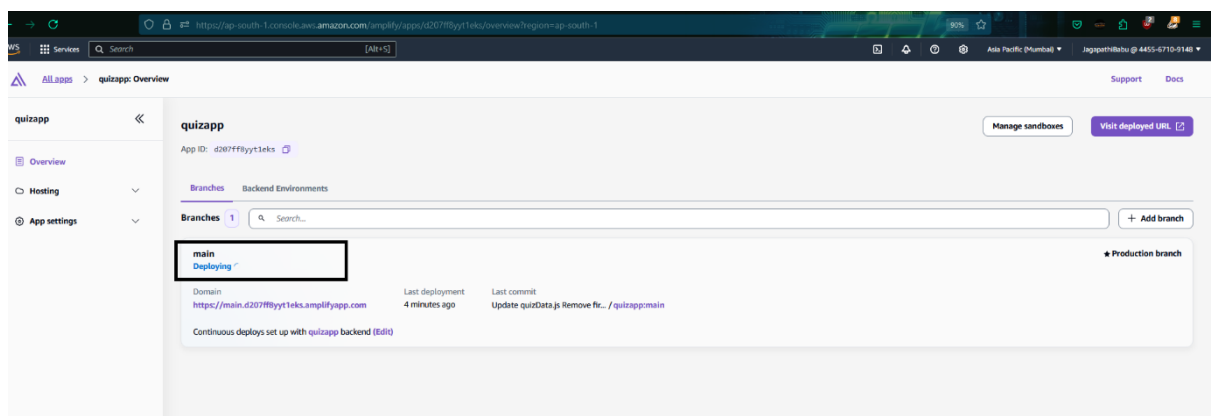 https://ap-south-1.console.aws.amazon.com/amplify/apps/d207ff8yyt1eks/overview?region=ap-south-1
90%
Services
Search
[Alt+S]
Asia Pacific (Mumbai)
JagapathiBabu @ 4455-6710-9148
All apps > quizapp: Overview
Support
Docs
quizapp
Overview
Hosting
App settings
quizapp
App ID: d207ff8yyt1eks
Manage sandboxes
Visit deployed URL
Branches
Backend Environments
Branches 1
Search...
+ Add branch
main
Deploying
★ Production branch
Domain
https://main.d207ff8yyt1eks.amplifyapp.com
Last deployment
4 minutes ago
Last commit
Update quizData.js Remove fir... / quizapp:main
Continuous deploys set up with quizapp backend (Edit)